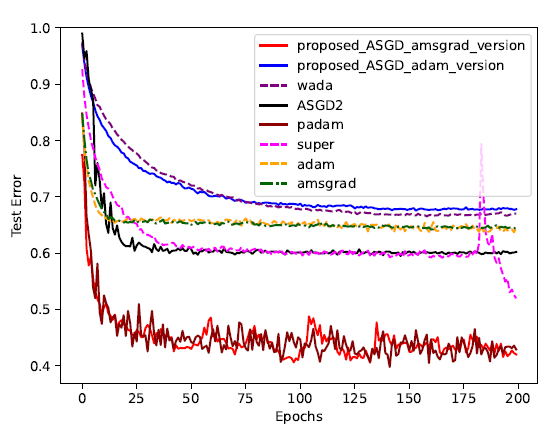 1.0
0.9
0.8
0.7
0.6
0.5
0.4
Test Error
proposed_ASGD_amsgrad_version
proposed_ASGD_adam_version
wada
ASGD2
padam
super
adam
amsgrad
0 25 50 75 100 125 150 175 200
Epochs